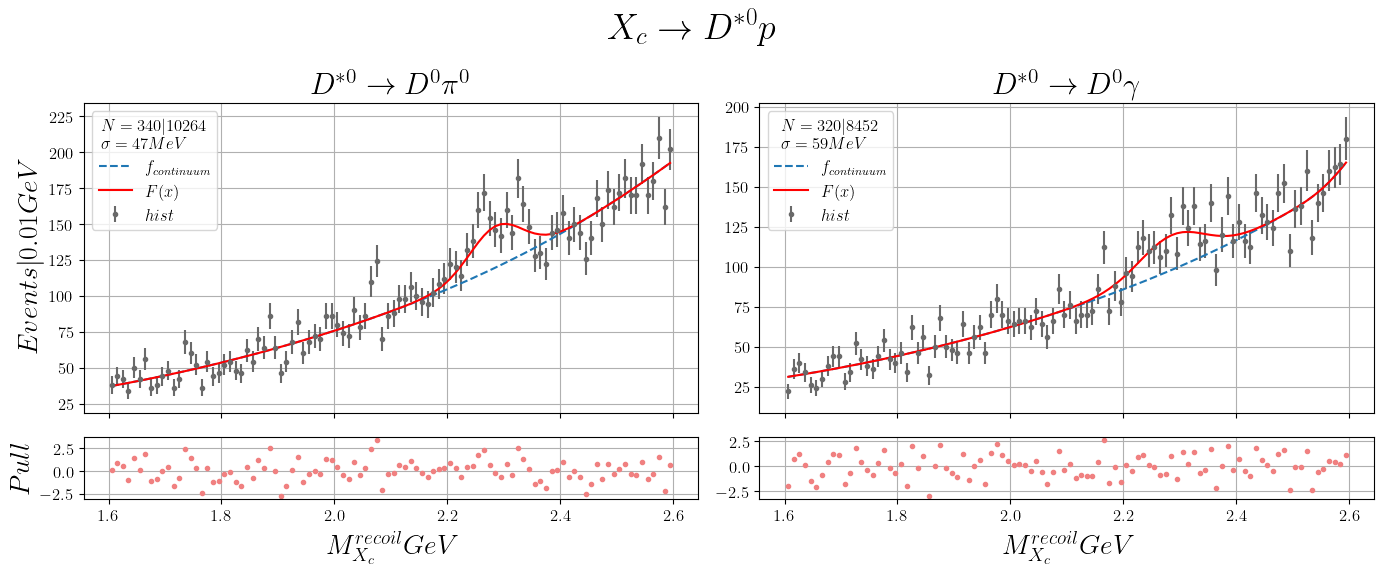 X_c → D^{*0}p
D^{*0} → D^0π^0
D^{*0} → D^0γ
Events|0.01GeV
225
200
175
150
125
100
75
50
25
N = 340|10264
σ = 47MeV
f_{continuum}
F(x)
hist
200
175
150
125
100
75
50
25
N = 320|8452
σ = 59MeV
f_{continuum}
F(x)
hist
Pull
2.5
0.0
−2.5
1.6 1.8 2.0 2.2 2.4 2.6
M_{X_c}^{recoil}GeV
2.5
0.0
−2.5
1.6 1.8 2.0 2.2 2.4 2.6
M_{X_c}^{recoil}GeV